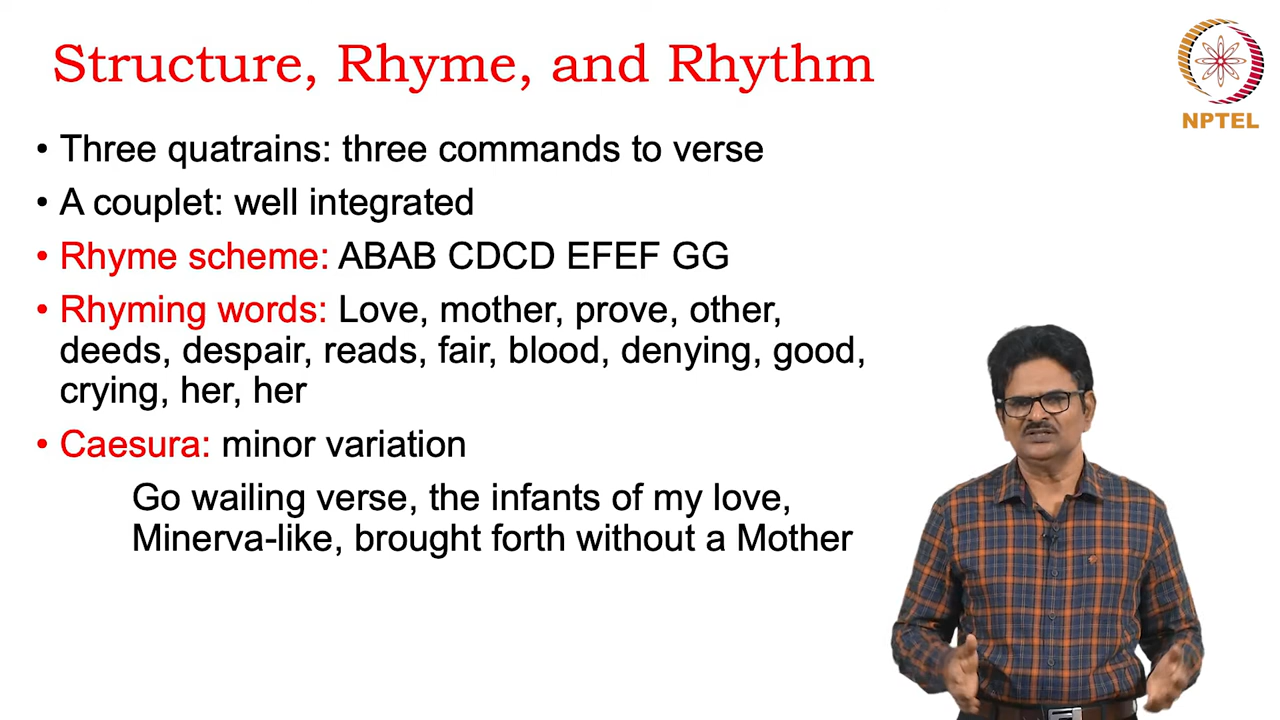 Structure, Rhyme, and Rhythm
NPTEL
• Three quatrains: three commands to verse
• A couplet: well integrated
• Rhyme scheme: ABAB CDCD EFEF GG
• Rhyming words: Love, mother, prove, other,
deeds, despair, reads, fair, blood, denying, good,
crying, her, her
• Caesura: minor variation
Go wailing verse, the infants of my love,
Minerva-like, brought forth without a Mother